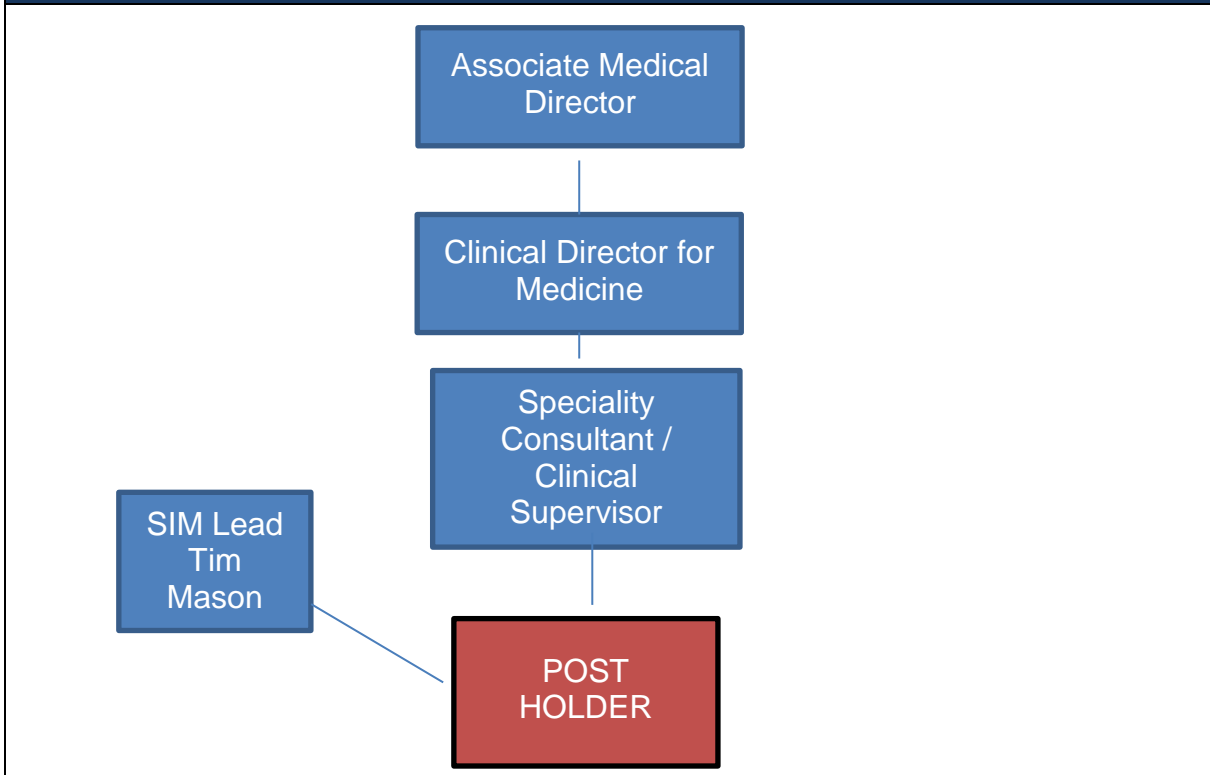 Associate Medical
Director
Clinical Director for
Medicine
Speciality
Consultant /
Clinical
Supervisor
SIM Lead
Tim
Mason
POST
HOLDER